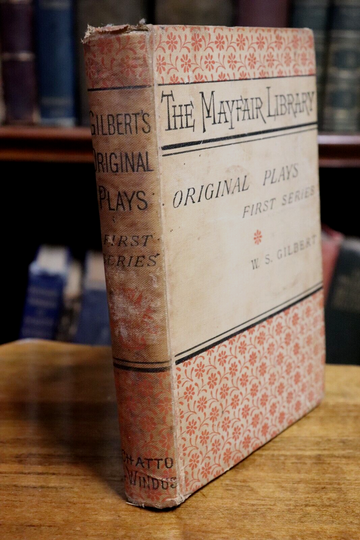 GILBERT'S
ORIGINAL
PLAYS
FIRST
SERIES
CHATTO
& WINDUS
THE MAYFAIR LIBRARY
ORIGINAL PLAYS
FIRST SERIES
W. S. GILBERT